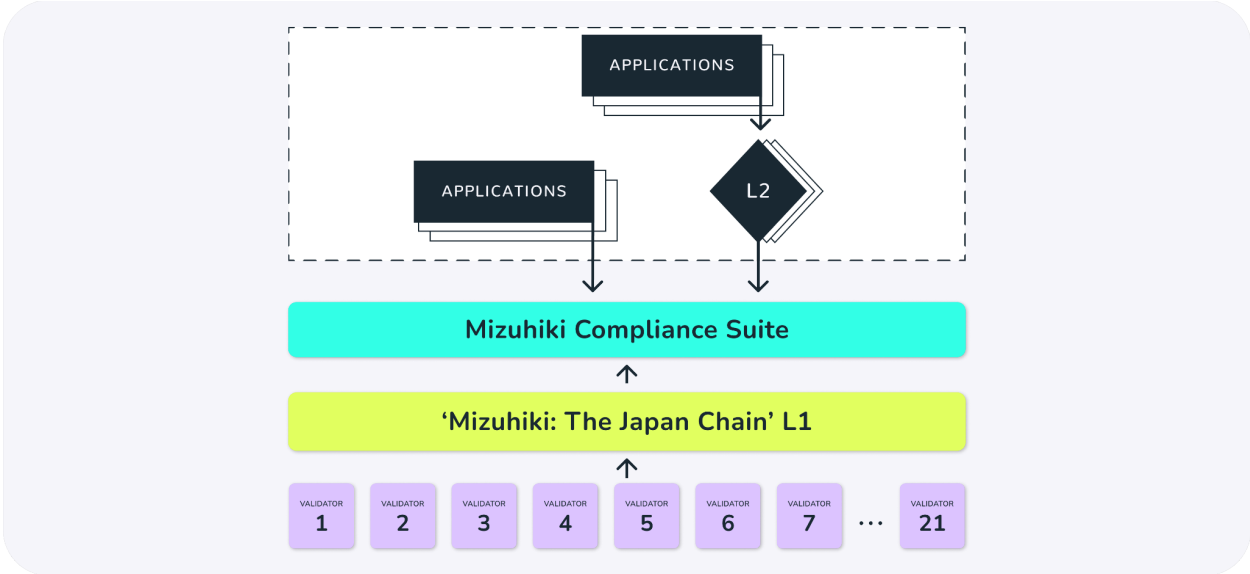 APPLICATIONS
APPLICATIONS
L2
Mizuhiki Compliance Suite
‘Mizuhiki: The Japan Chain’ L1
VALIDATOR
1
VALIDATOR
2
VALIDATOR
3
VALIDATOR
4
VALIDATOR
5
VALIDATOR
6
VALIDATOR
7
...
VALIDATOR
21